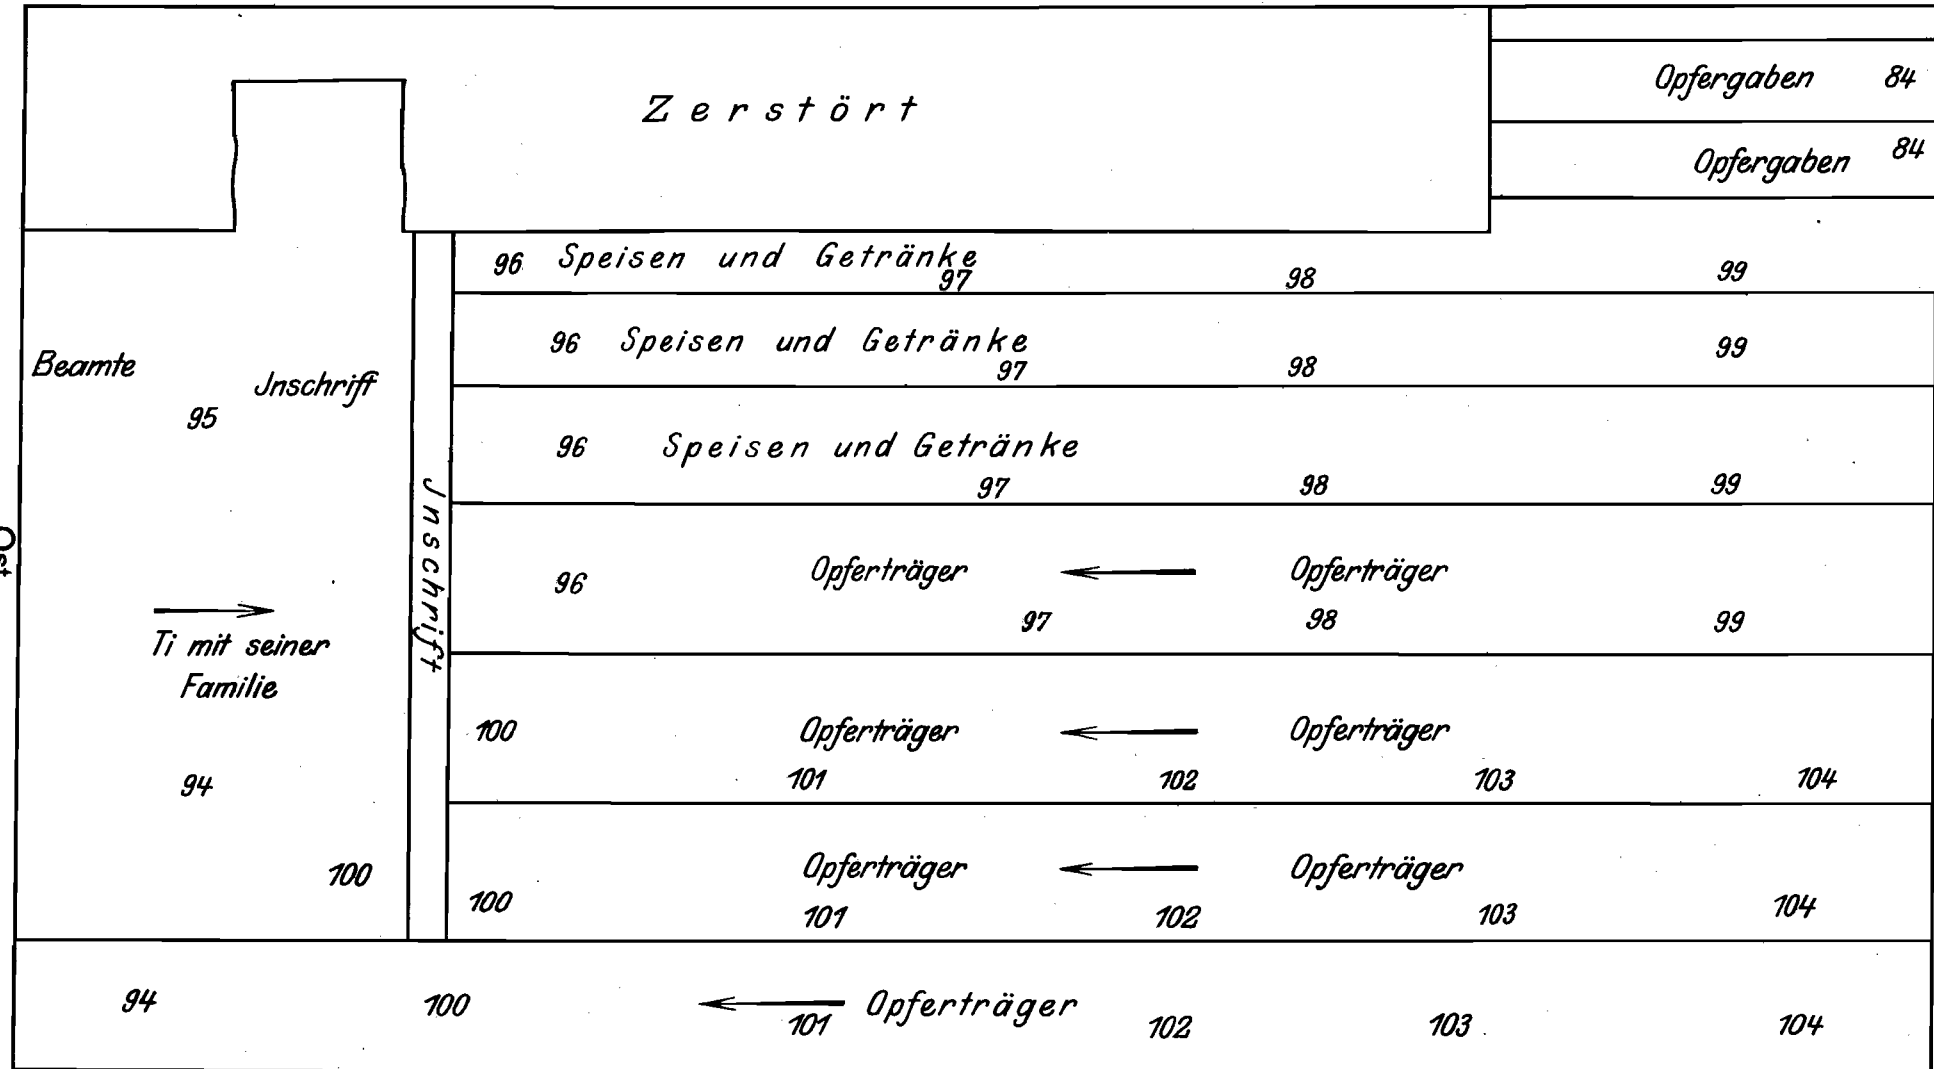 Zerstört
Opfergaben 84
Opfergaben 84
96 Speisen und Getränke 97 98 99
96 Speisen und Getränke 97 98 99
Beamte
Jnschrift
95
96 Speisen und Getränke
97 98 99
Jnschrift
Ost
96 Opferträger Opferträger
97 98 99
Ti mit seiner
Familie
94
100 Opferträger Opferträger
101 102 103 104
100
100 Opferträger Opferträger
101 102 103 104
94 100 Opferträger
101 102 103 104